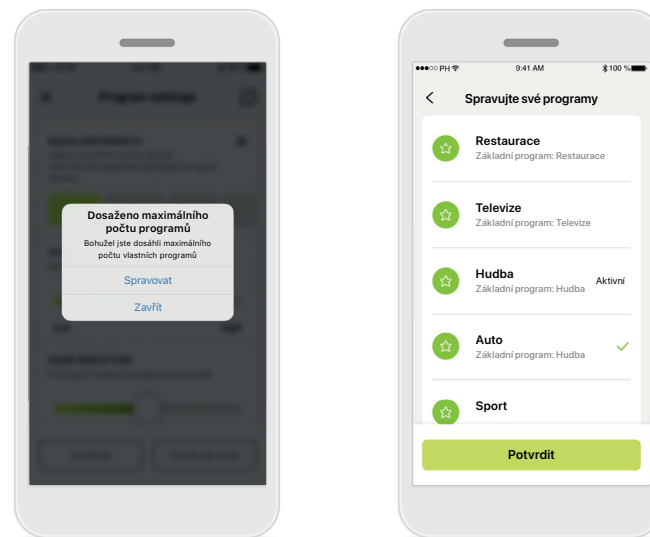 Program settings
Dosaženo maximálního
počtu programů
Bohužel jste dosáhli maximálního
počtu vlastních programů
Spravovat
Zavřít
PH
9:41 AM
100 %
Spravujte své programy
Restaurace
Základní program: Restaurace
Televize
Základní program: Televize
Hudba
Základní program: Hudba
Aktivní
Auto
Základní program: Hudba
Sport
Potvrdit